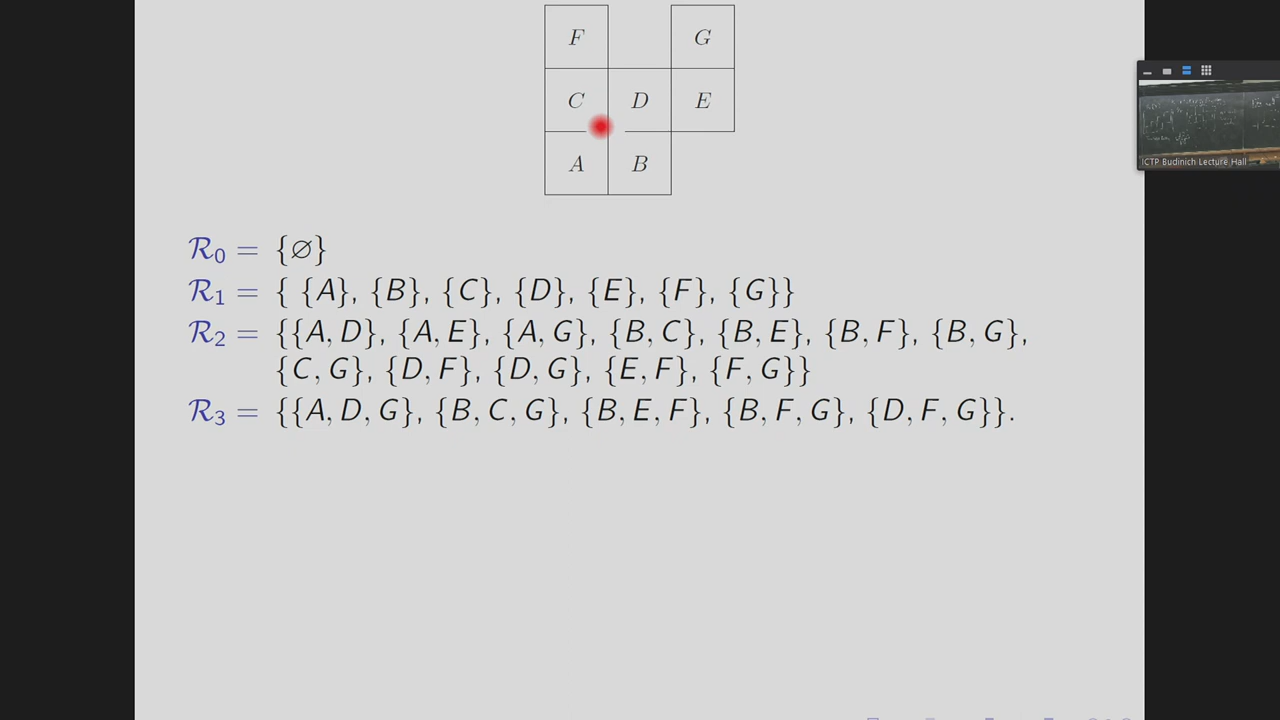 F G
C D E
A B
ℛ₀ = {∅}
ℛ₁ = { {A}, {B}, {C}, {D}, {E}, {F}, {G}}
ℛ₂ = {{A, D}, {A, E}, {A, G}, {B, C}, {B, E}, {B, F}, {B, G},
{C, G}, {D, F}, {D, G}, {E, F}, {F, G}}
ℛ₃ = {{A, D, G}, {B, C, G}, {B, E, F}, {B, F, G}, {D, F, G}}.
ICTP Budinich Lecture Hall